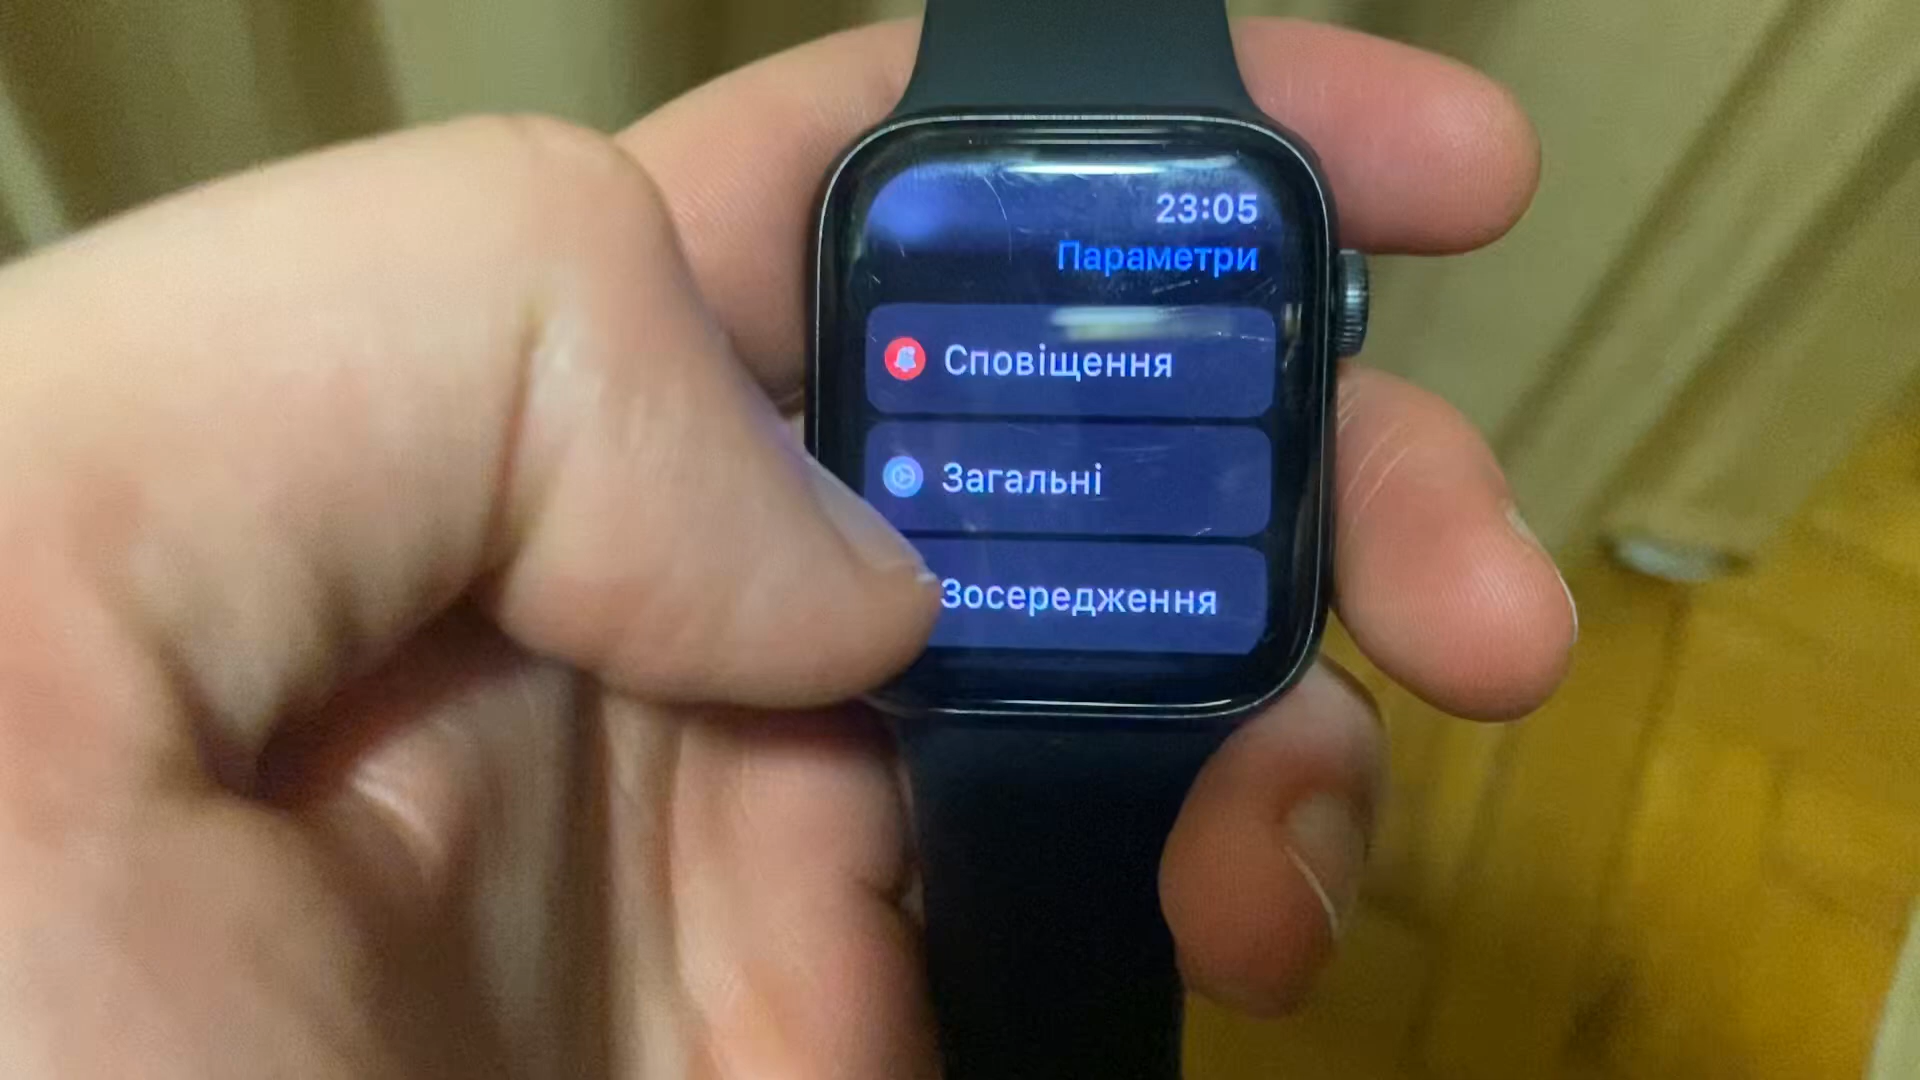 23:05
Параметри
Сповіщення
Загальні
Зосередження